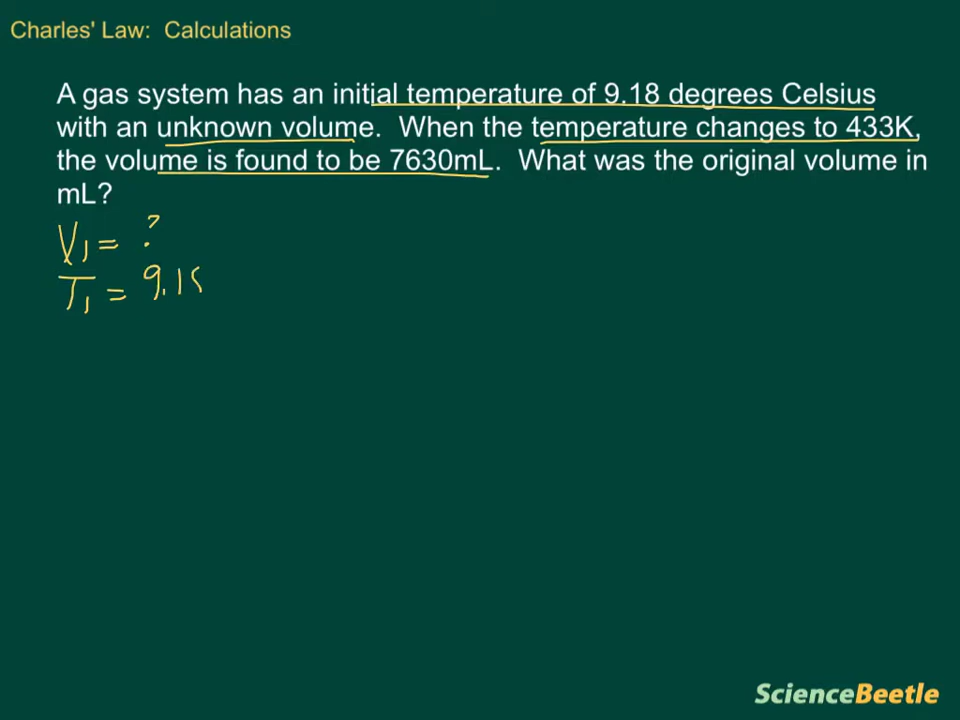 Charles' Law: Calculations
A gas system has an initial temperature of 9.18 degrees Celsius
with an unknown volume. When the temperature changes to 433K,
the volume is found to be 7630mL. What was the original volume in
mL?
V₁ = ?
T₁ = 9.1
ScienceBeetle